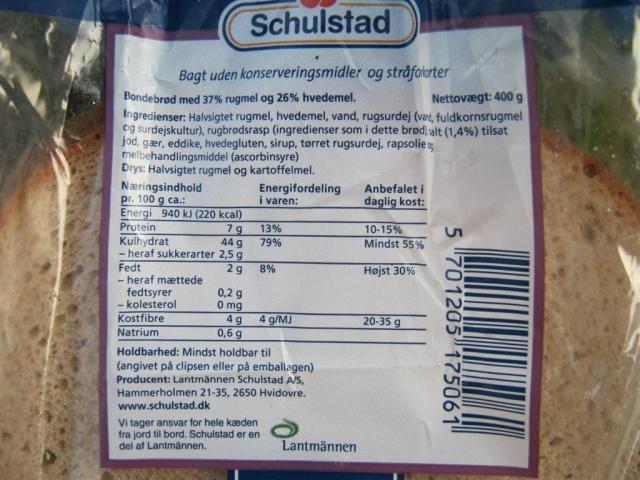 Schulstad
Bagt uden konserveringsmidler og stråforkorter
Bondebrød med 37% rugmel og 26% hvedemel. Nettovægt: 400 g
Ingredienser: Halvsigtet rugmel, hvedemel, vand, rugsurdej (vand, fuldkornsrugmel
og surdejskultur), rugbrødsrasp (ingredienser som i dette brød), salt (1,4%) tilsat
jod, gær, eddike, hvedegluten, sirup, tørret rugsurdej, rapsolie og
melbehandlingsmiddel (ascorbinsyre)
Drys: Halvsigtet rugmel og kartoffelmel.
Næringsindhold Energifordeling Anbefalet i
pr. 100 g ca.: i varen: daglig kost:
Energi 940 kJ (220 kcal)
Protein 7 g 13% 10-15%
Kulhydrat 44 g 79% Mindst 55%
– heraf sukkerarter 2,5 g
Fedt 2 g 8% Højst 30%
– heraf mættede
fedtsyrer 0,2 g
– kolesterol 0 mg
Kostfibre 4 g 4 g/MJ 20-35 g
Natrium 0,6 g
Holdbarhed: Mindst holdbar til
(angivet på clipsen eller på emballagen)
Producent: Lantmännen Schulstad A/S,
Hammerholmen 21-35, 2650 Hvidovre.
www.schulstad.dk
Vi tager ansvar for hele kæden
fra jord til bord. Schulstad er en
del af Lantmännen.
Lantmännen
5 701205 175061